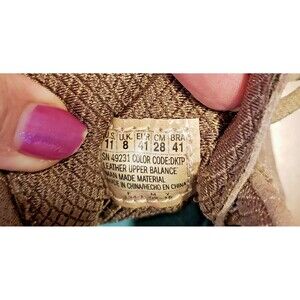 S. U.K. EUR CM BRA
11 8 41 28 41
SN 49231 COLOR CODE:DKTP
LEATHER UPPER BALANCE
MAN MADE MATERIAL
MADE IN CHINA/HECHO EN CHINA